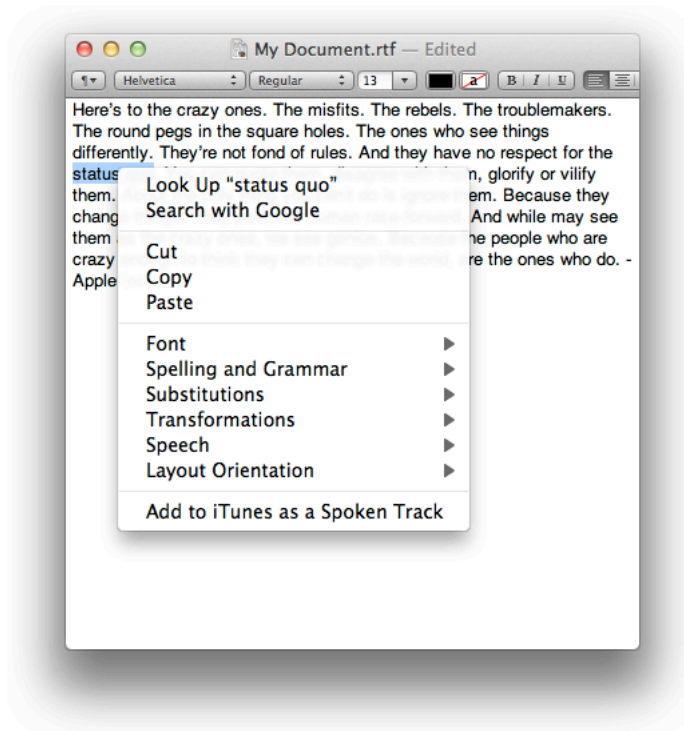 My Document.rtf — Edited
¶ Helvetica Regular 13 a B I U
Here's to the crazy ones. The misfits. The rebels. The troublemakers.
The round pegs in the square holes. The ones who see things
differently. They're not fond of rules. And they have no respect for the
status m, glorify or vilify
them. em. Because they
chang And while may see
them he people who are
crazy re the ones who do. -
Apple
Look Up “status quo”
Search with Google
Cut
Copy
Paste
Font
Spelling and Grammar
Substitutions
Transformations
Speech
Layout Orientation
Add to iTunes as a Spoken Track